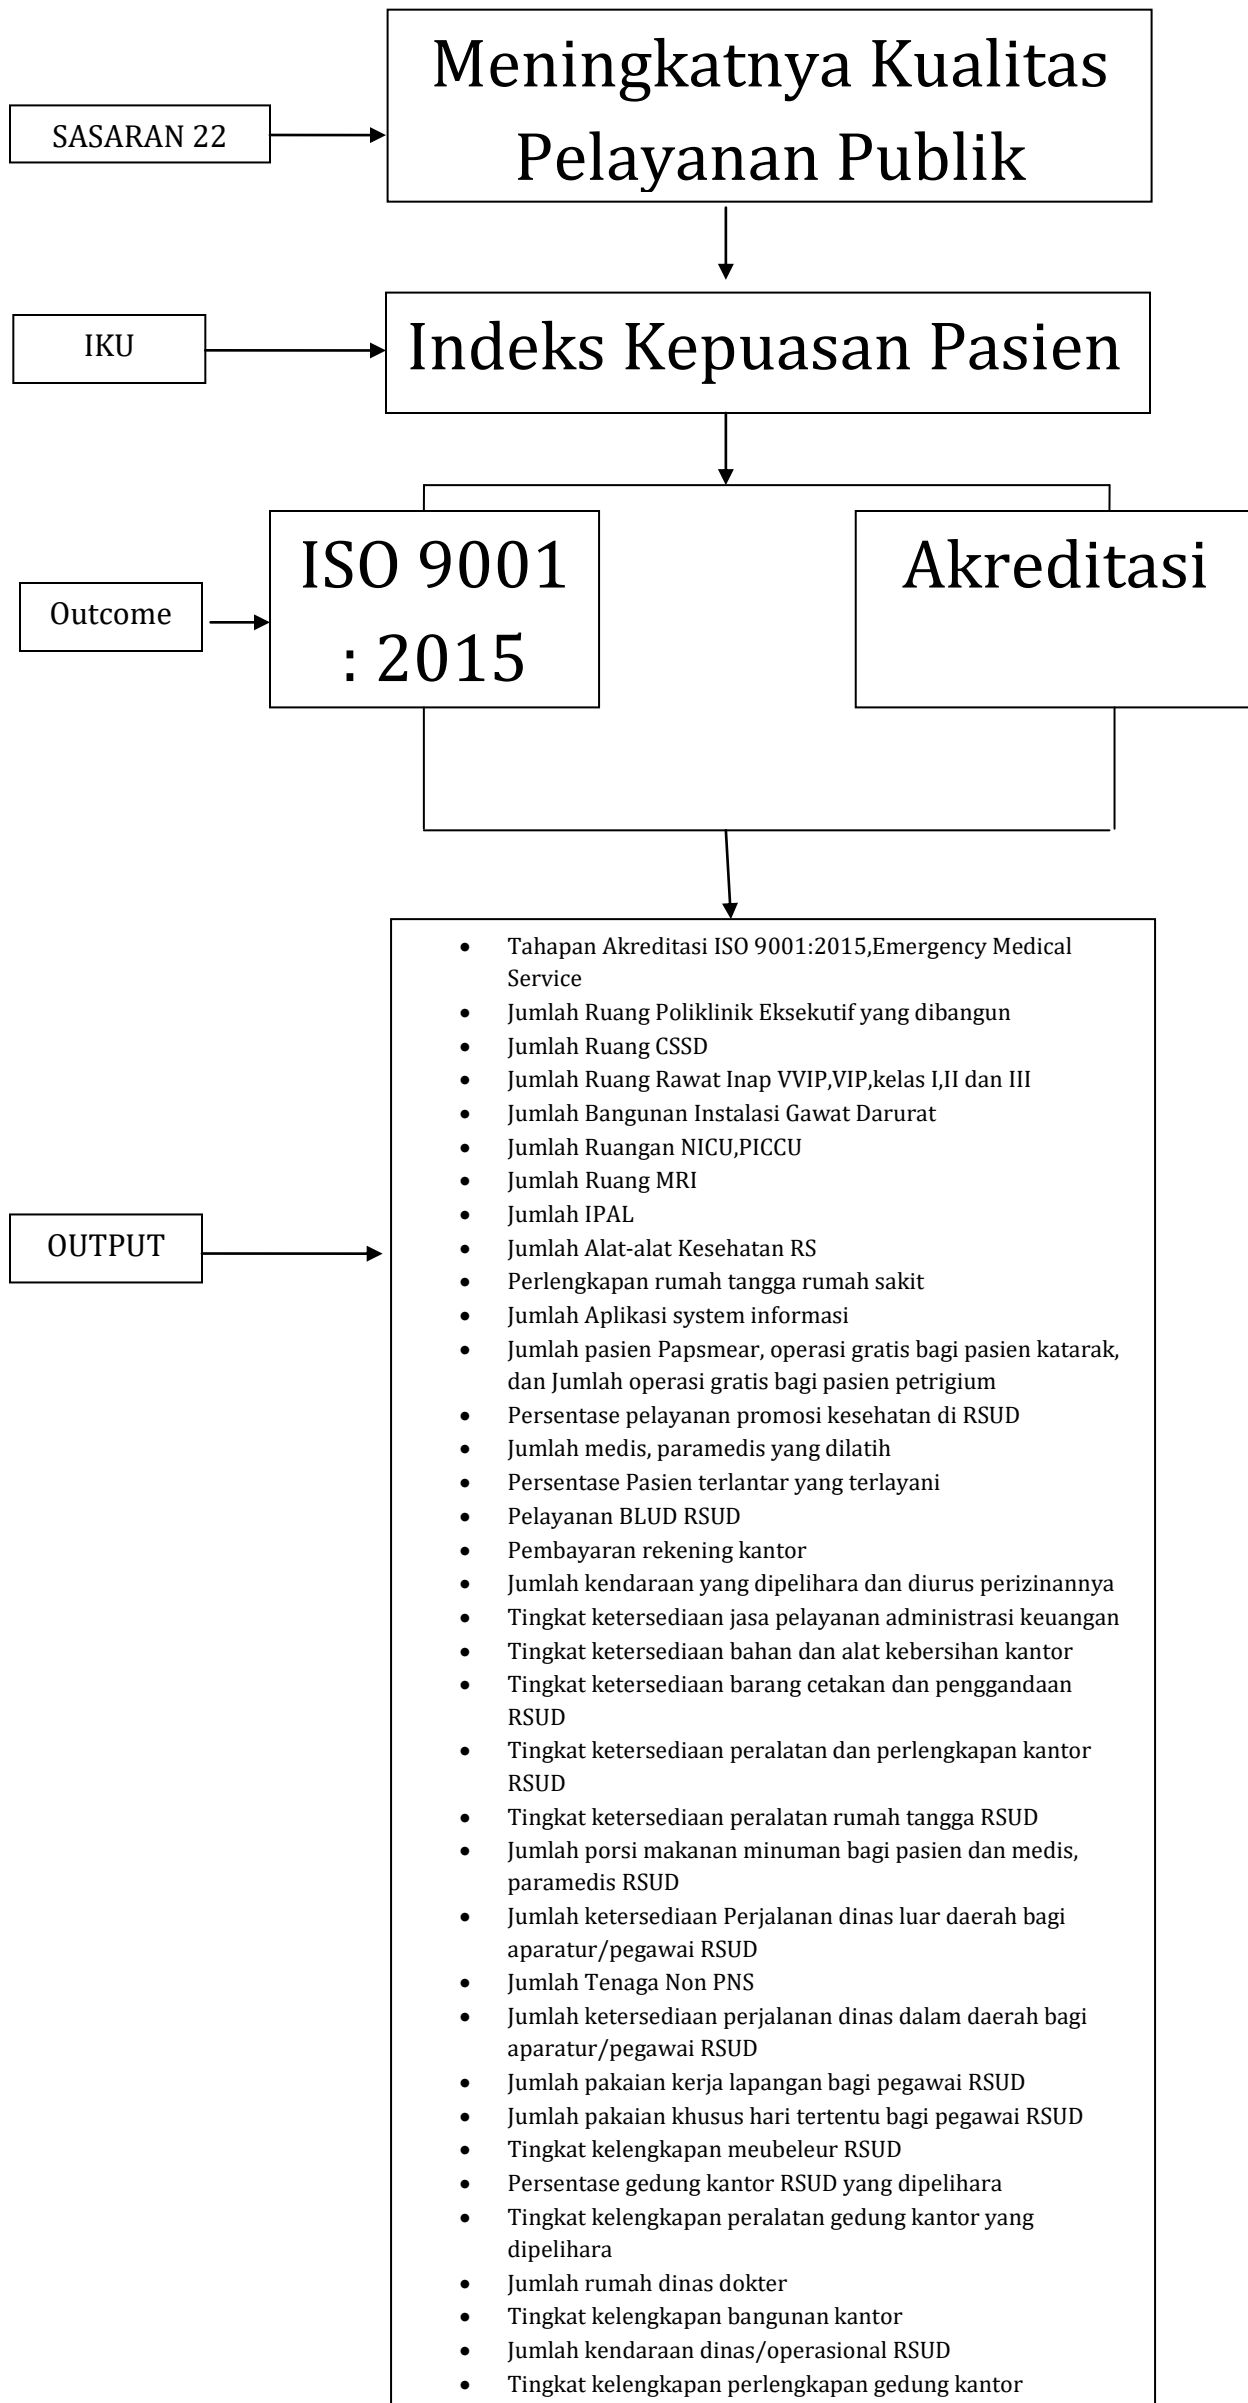 Meningkatnya Kualitas
Pelayanan Publik
SASARAN 22
Indeks Kepuasan Pasien
IKU
ISO 9001
: 2015
Akreditasi
Outcome
• Tahapan Akreditasi ISO 9001:2015,Emergency Medical
Service
• Jumlah Ruang Poliklinik Eksekutif yang dibangun
• Jumlah Ruang CSSD
• Jumlah Ruang Rawat Inap VVIP,VIP,kelas I,II dan III
• Jumlah Bangunan Instalasi Gawat Darurat
• Jumlah Ruangan NICU,PICCU
• Jumlah Ruang MRI
• Jumlah IPAL
OUTPUT
• Jumlah Alat-alat Kesehatan RS
• Perlengkapan rumah tangga rumah sakit
• Jumlah Aplikasi system informasi
• Jumlah pasien Papsmear, operasi gratis bagi pasien katarak,
dan Jumlah operasi gratis bagi pasien petrigium
• Persentase pelayanan promosi kesehatan di RSUD
• Jumlah medis, paramedis yang dilatih
• Persentase Pasien terlantar yang terlayani
• Pelayanan BLUD RSUD
• Pembayaran rekening kantor
• Jumlah kendaraan yang dipelihara dan diurus perizinannya
• Tingkat ketersediaan jasa pelayanan administrasi keuangan
• Tingkat ketersediaan bahan dan alat kebersihan kantor
• Tingkat ketersediaan barang cetakan dan penggandaan
RSUD
• Tingkat ketersediaan peralatan dan perlengkapan kantor
RSUD
• Tingkat ketersediaan peralatan rumah tangga RSUD
• Jumlah porsi makanan minuman bagi pasien dan medis,
paramedis RSUD
• Jumlah ketersediaan Perjalanan dinas luar daerah bagi
aparatur/pegawai RSUD
• Jumlah Tenaga Non PNS
• Jumlah ketersediaan perjalanan dinas dalam daerah bagi
aparatur/pegawai RSUD
• Jumlah pakaian kerja lapangan bagi pegawai RSUD
• Jumlah pakaian khusus hari tertentu bagi pegawai RSUD
• Tingkat kelengkapan meubeleur RSUD
• Persentase gedung kantor RSUD yang dipelihara
• Tingkat kelengkapan peralatan gedung kantor yang
dipelihara
• Jumlah rumah dinas dokter
• Tingkat kelengkapan bangunan kantor
• Jumlah kendaraan dinas/operasional RSUD
• Tingkat kelengkapan perlengkapan gedung kantor